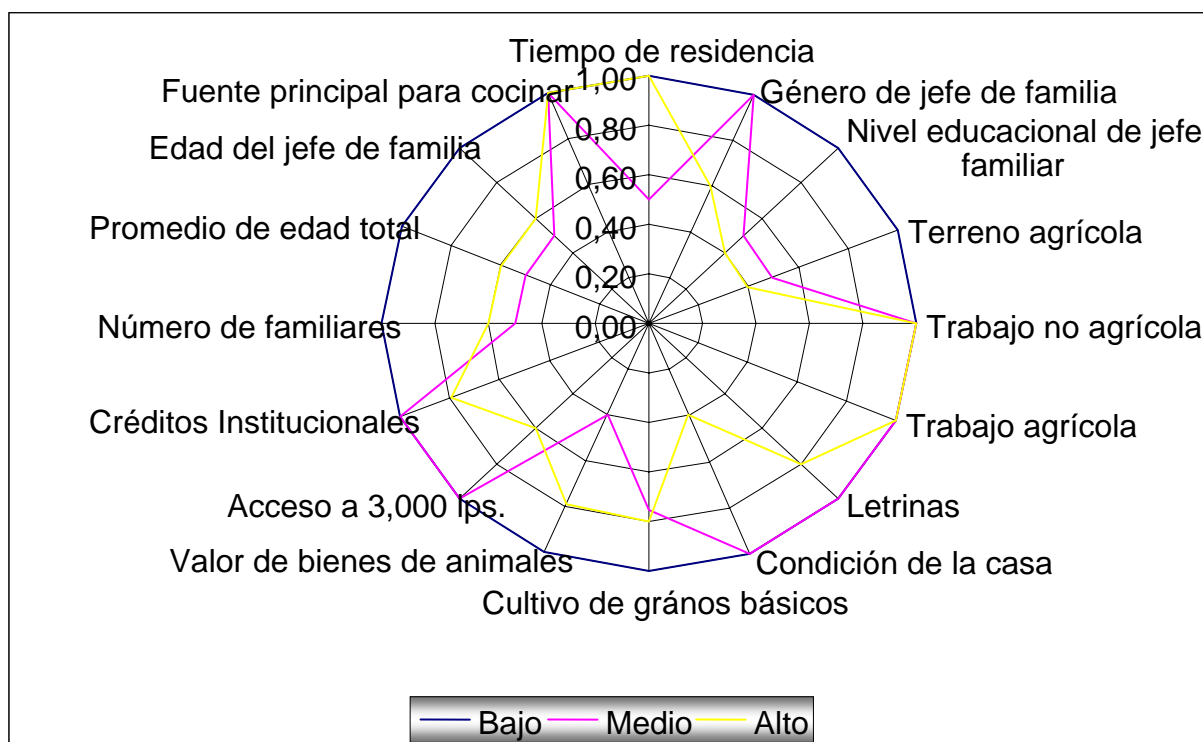 Tiempo de residencia
1,00
Fuente principal para cocinar
Género de jefe de familia
0,80
Edad del jefe de familia
Nivel educacional de jefe
familiar
0,60
Promedio de edad total
0,40
Terreno agrícola
0,20
Número de familiares
0,00
Trabajo no agrícola
Créditos Institucionales
Trabajo agrícola
Acceso a 3,000 lps.
Letrinas
Valor de bienes de animales
Condición de la casa
Cultivo de grános básicos
Bajo Medio Alto